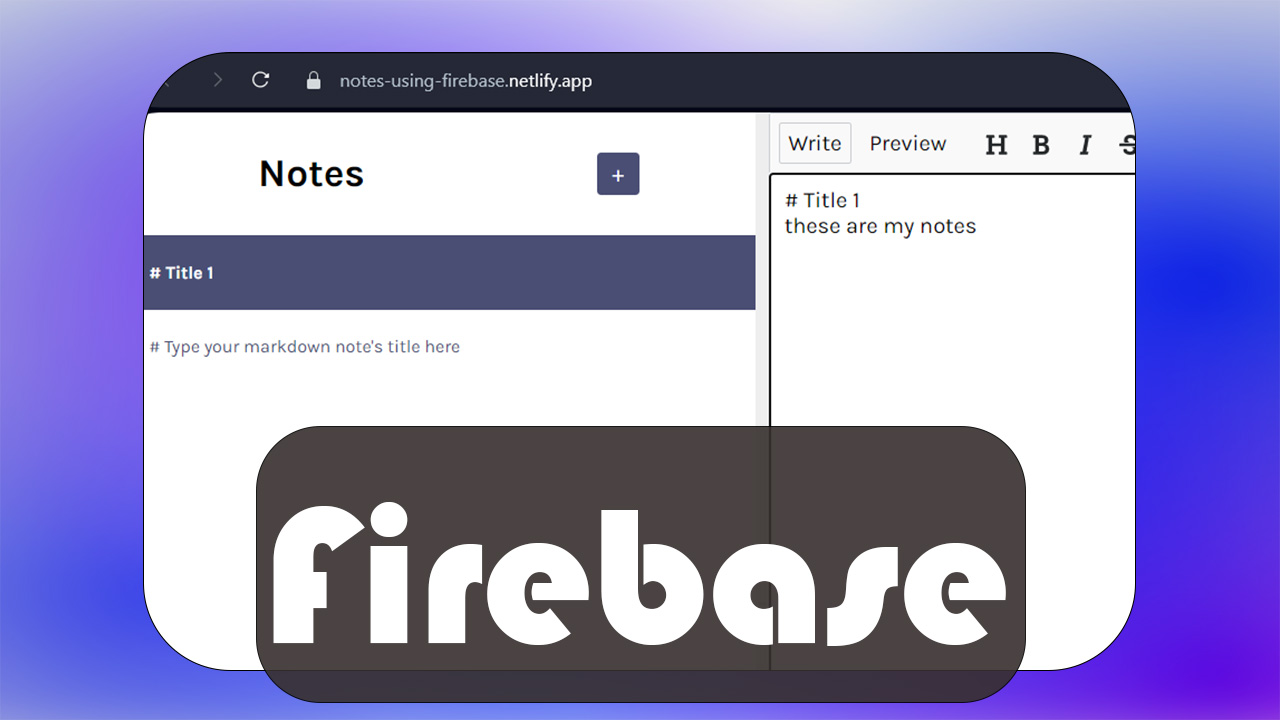 notes-using-firebase.netlify.app
Notes
+
Write Preview H B I S
# Title 1
# Type your markdown note's title here
# Title 1
these are my notes
firebase